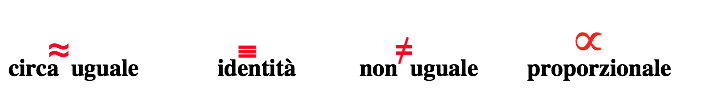 ≈ ≡ ≠ ∝
circa uguale identità non uguale proporzionale